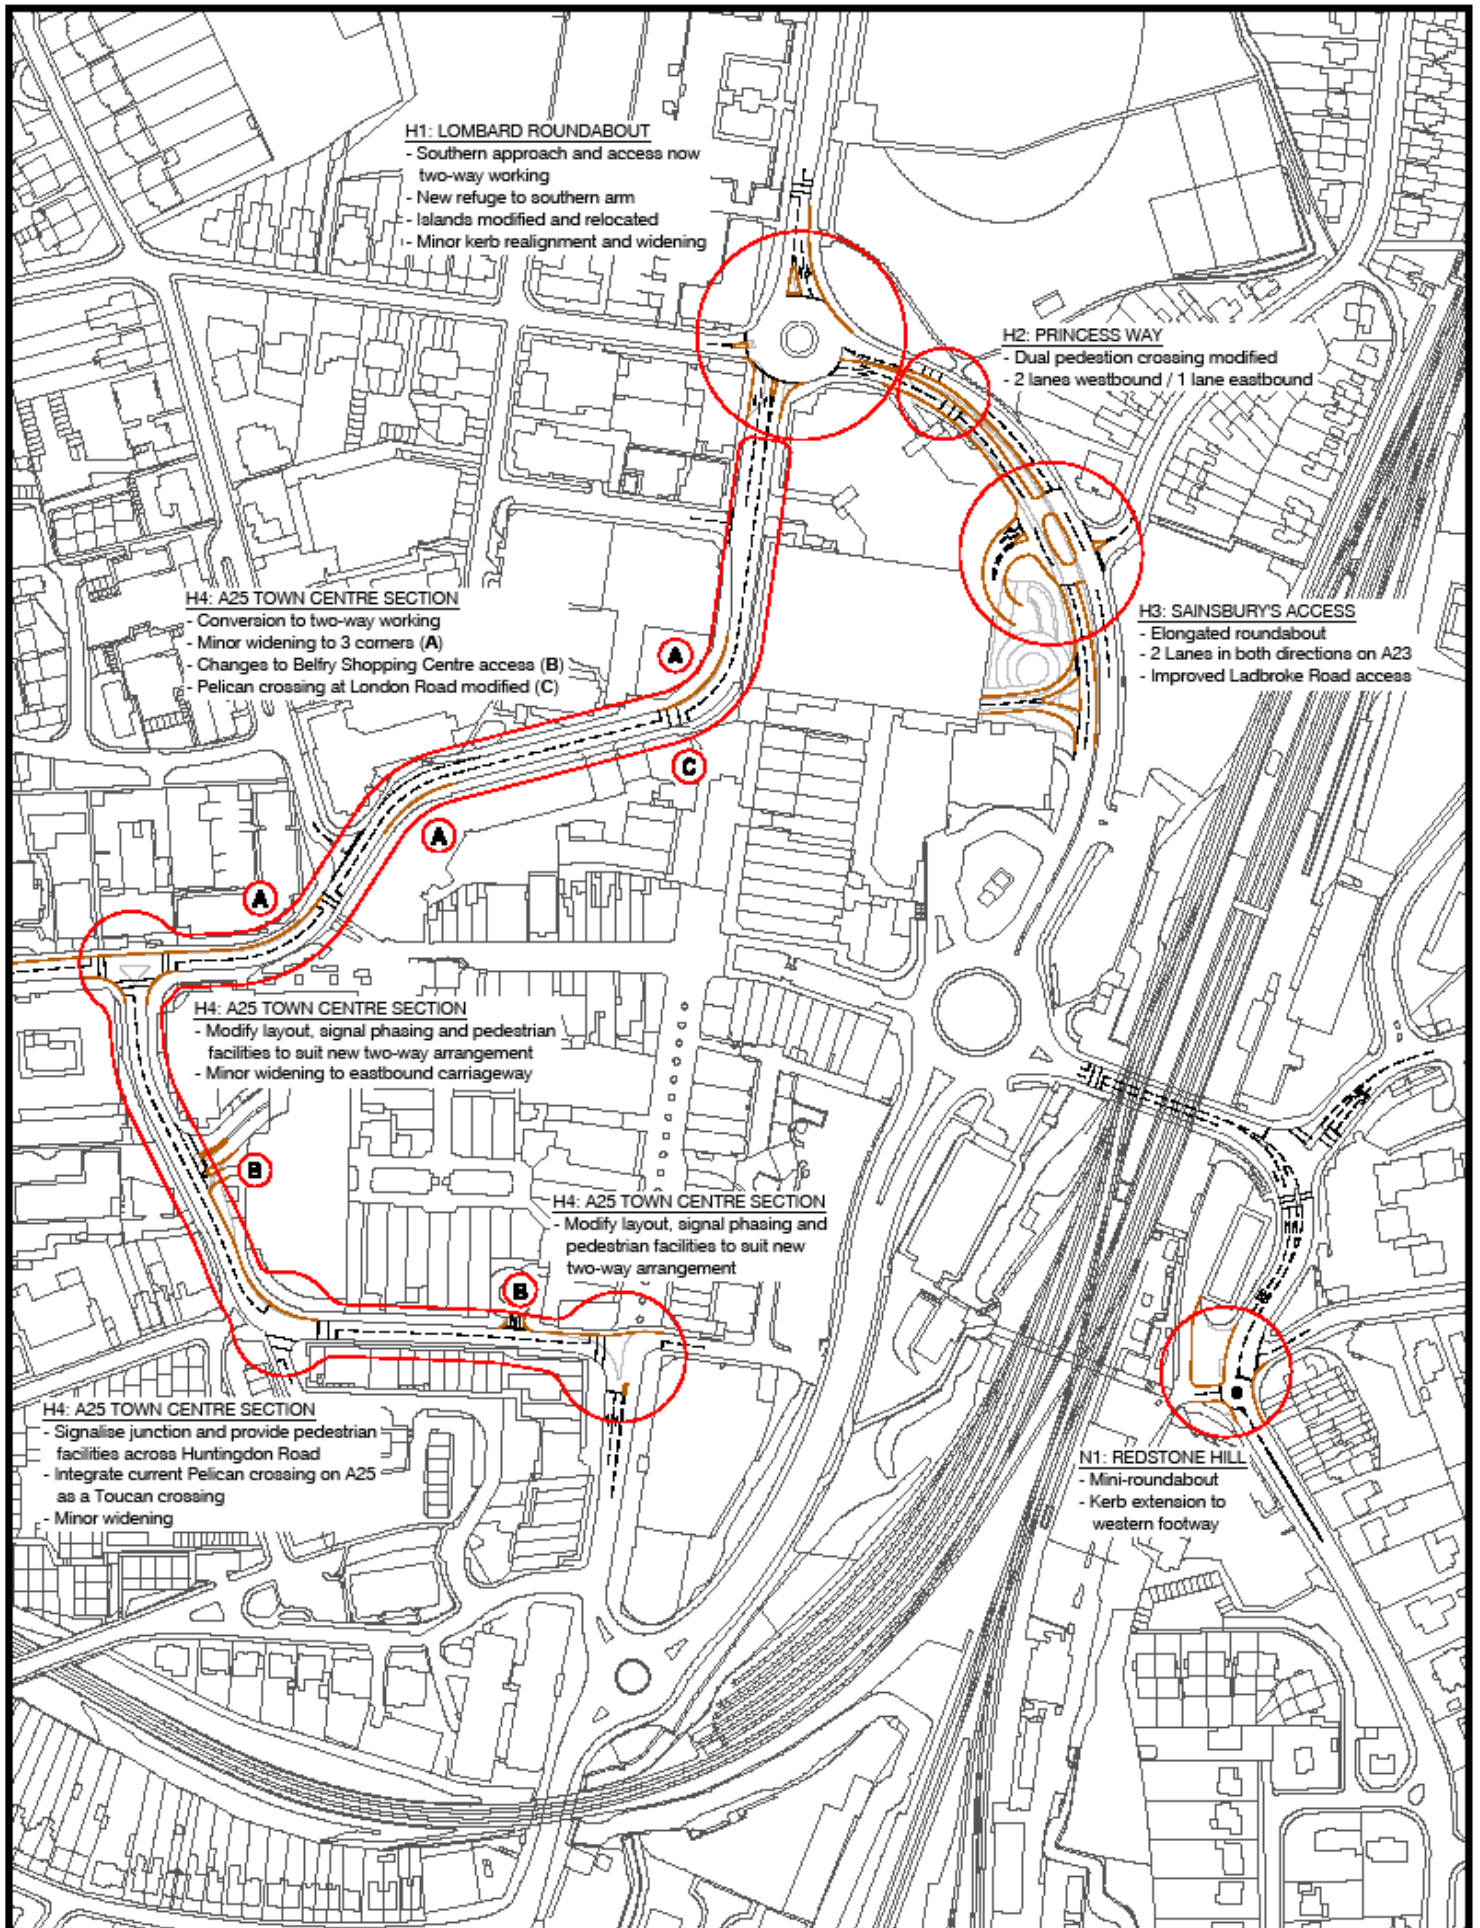 H1: LOMBARD ROUNDABOUT
- Southern approach and access now
two-way working
- New refuge to southern arm
- Islands modified and relocated
- Minor kerb realignment and widening
H2: PRINCESS WAY
- Dual pedestion crossing modified
- 2 lanes westbound / 1 lane eastbound
H4: A25 TOWN CENTRE SECTION
- Conversion to two-way working
- Minor widening to 3 corners (A)
- Changes to Belfry Shopping Centre access (B)
- Pelican crossing at London Road modified (C)
H3: SAINSBURY'S ACCESS
- Elongated roundabout
- 2 Lanes in both directions on A23
- Improved Ladbroke Road access
A
C
A
A
H4: A25 TOWN CENTRE SECTION
- Modify layout, signal phasing and pedestrian
facilities to suit new two-way arrangement
- Minor widening to eastbound carriageway
B
H4: A25 TOWN CENTRE SECTION
- Modify layout, signal phasing and
pedestrian facilities to suit new
two-way arrangement
B
H4: A25 TOWN CENTRE SECTION
- Signalise junction and provide pedestrian
facilities across Huntingdon Road
- Integrate current Pelican crossing on A25
as a Toucan crossing
- Minor widening
N1: REDSTONE HILL
- Mini-roundabout
- Kerb extension to
western footway